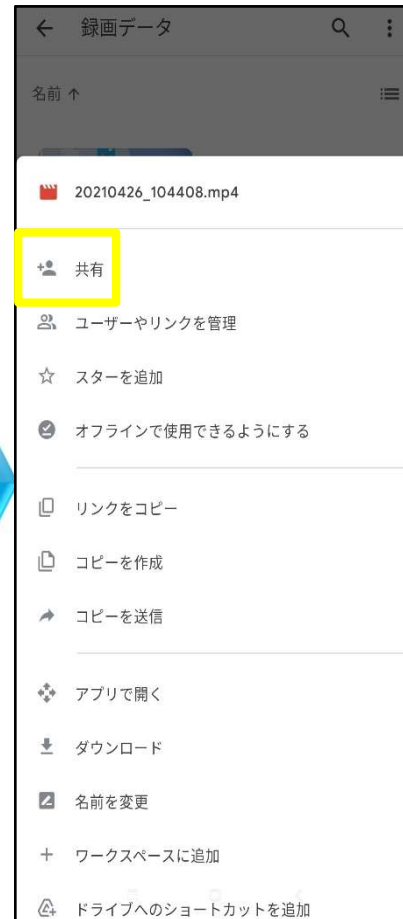 録画データ
名前 ↑
20210426_104408.mp4
共有
ユーザーやリンクを管理
スターを追加
オフラインで使用できるようにする
リンクをコピー
コピーを作成
コピーを送信
アプリで開く
ダウンロード
名前を変更
ワークスペースに追加
ドライブへのショートカットを追加